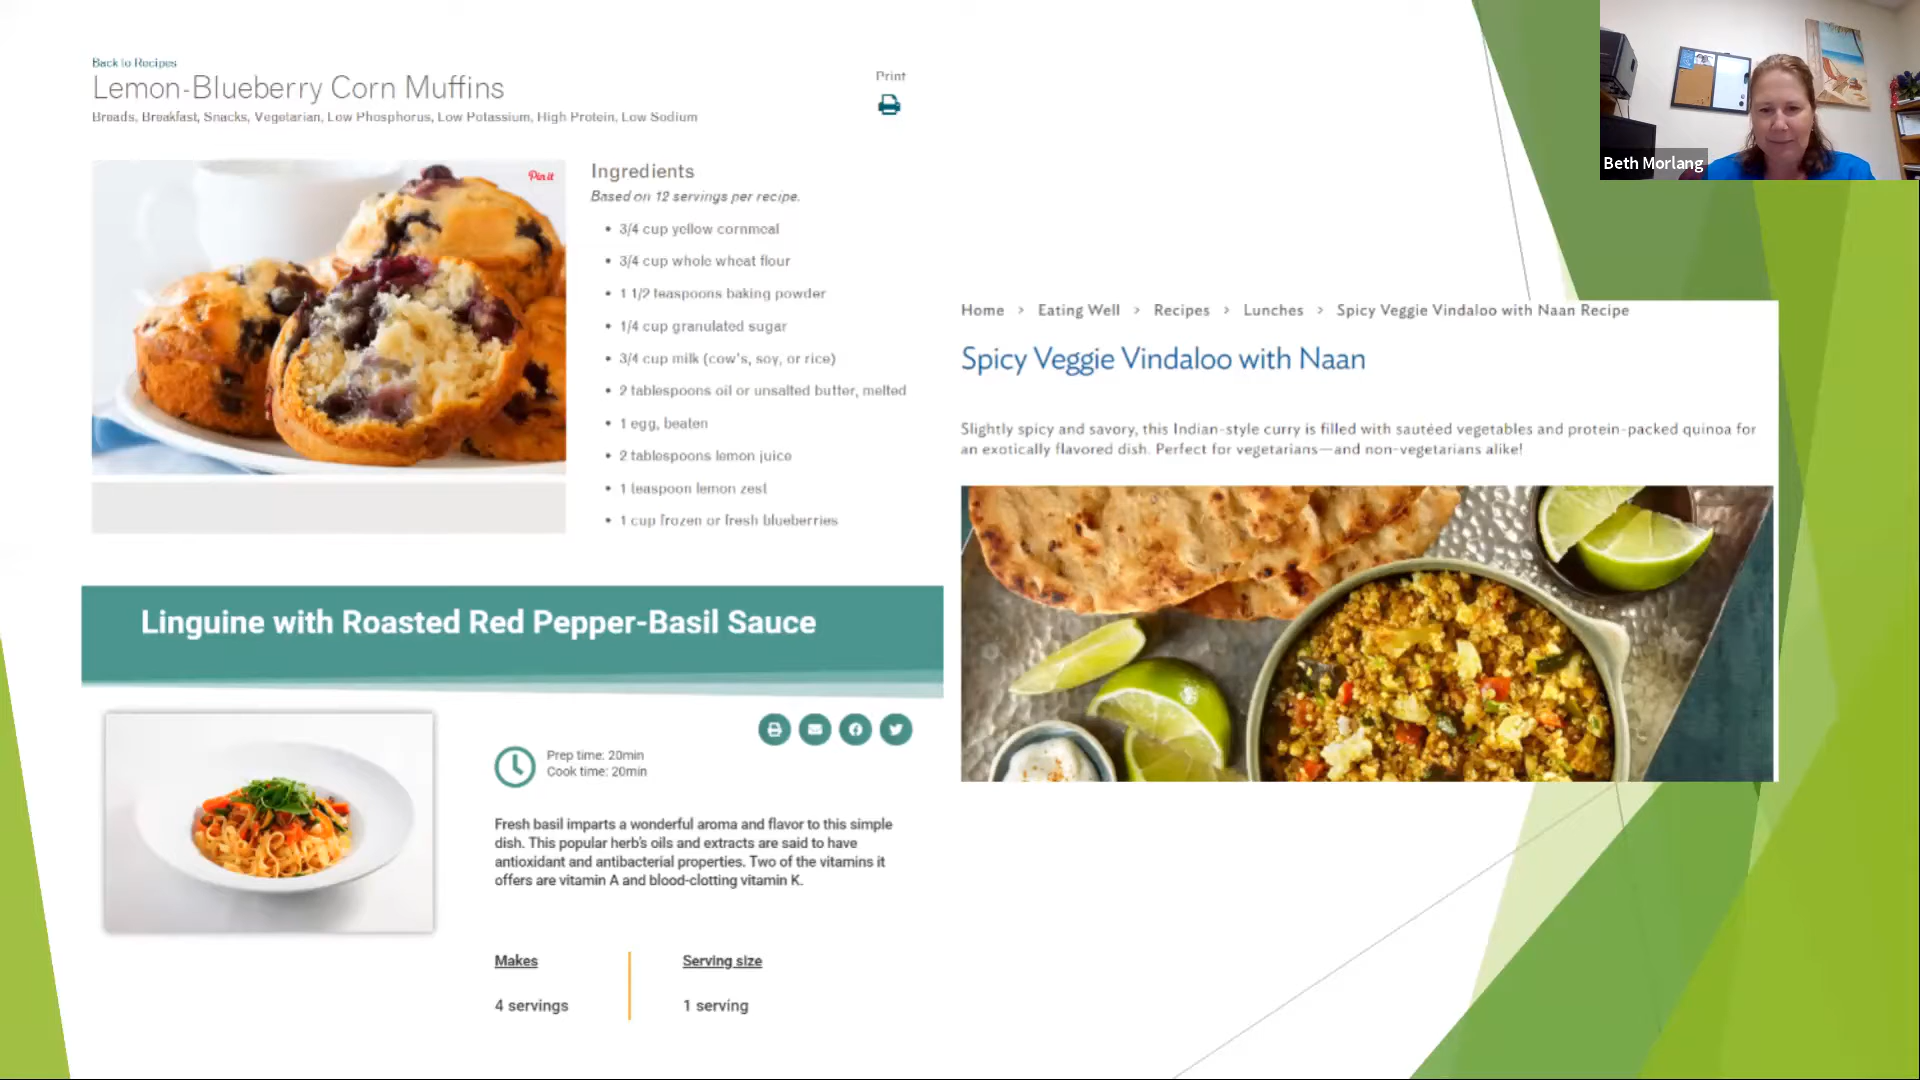 Back to Recipes
Lemon-Blueberry Corn Muffins
Breads, Breakfast, Snacks, Vegetarian, Low Phosphorus, Low Potassium, High Protein, Low Sodium
Print
Pin it
Ingredients
Based on 12 servings per recipe.
• 3/4 cup yellow cornmeal
• 3/4 cup whole wheat flour
• 1 1/2 teaspoons baking powder
• 1/4 cup granulated sugar
• 3/4 cup milk (cow's, soy, or rice)
• 2 tablespoons oil or unsalted butter, melted
• 1 egg, beaten
• 2 tablespoons lemon juice
• 1 teaspoon lemon zest
• 1 cup frozen or fresh blueberries
Linguine with Roasted Red Pepper-Basil Sauce
Prep time: 20min
Cook time: 20min
Fresh basil imparts a wonderful aroma and flavor to this simple
dish. This popular herb's oils and extracts are said to have
antioxidant and antibacterial properties. Two of the vitamins it
offers are vitamin A and blood-clotting vitamin K.
Makes
4 servings
Serving size
1 serving
Beth Morlang
Home > Eating Well > Recipes > Lunches > Spicy Veggie Vindaloo with Naan Recipe
Spicy Veggie Vindaloo with Naan
Slightly spicy and savory, this Indian-style curry is filled with sautéed vegetables and protein-packed quinoa for
an exotically flavored dish. Perfect for vegetarians—and non-vegetarians alike!